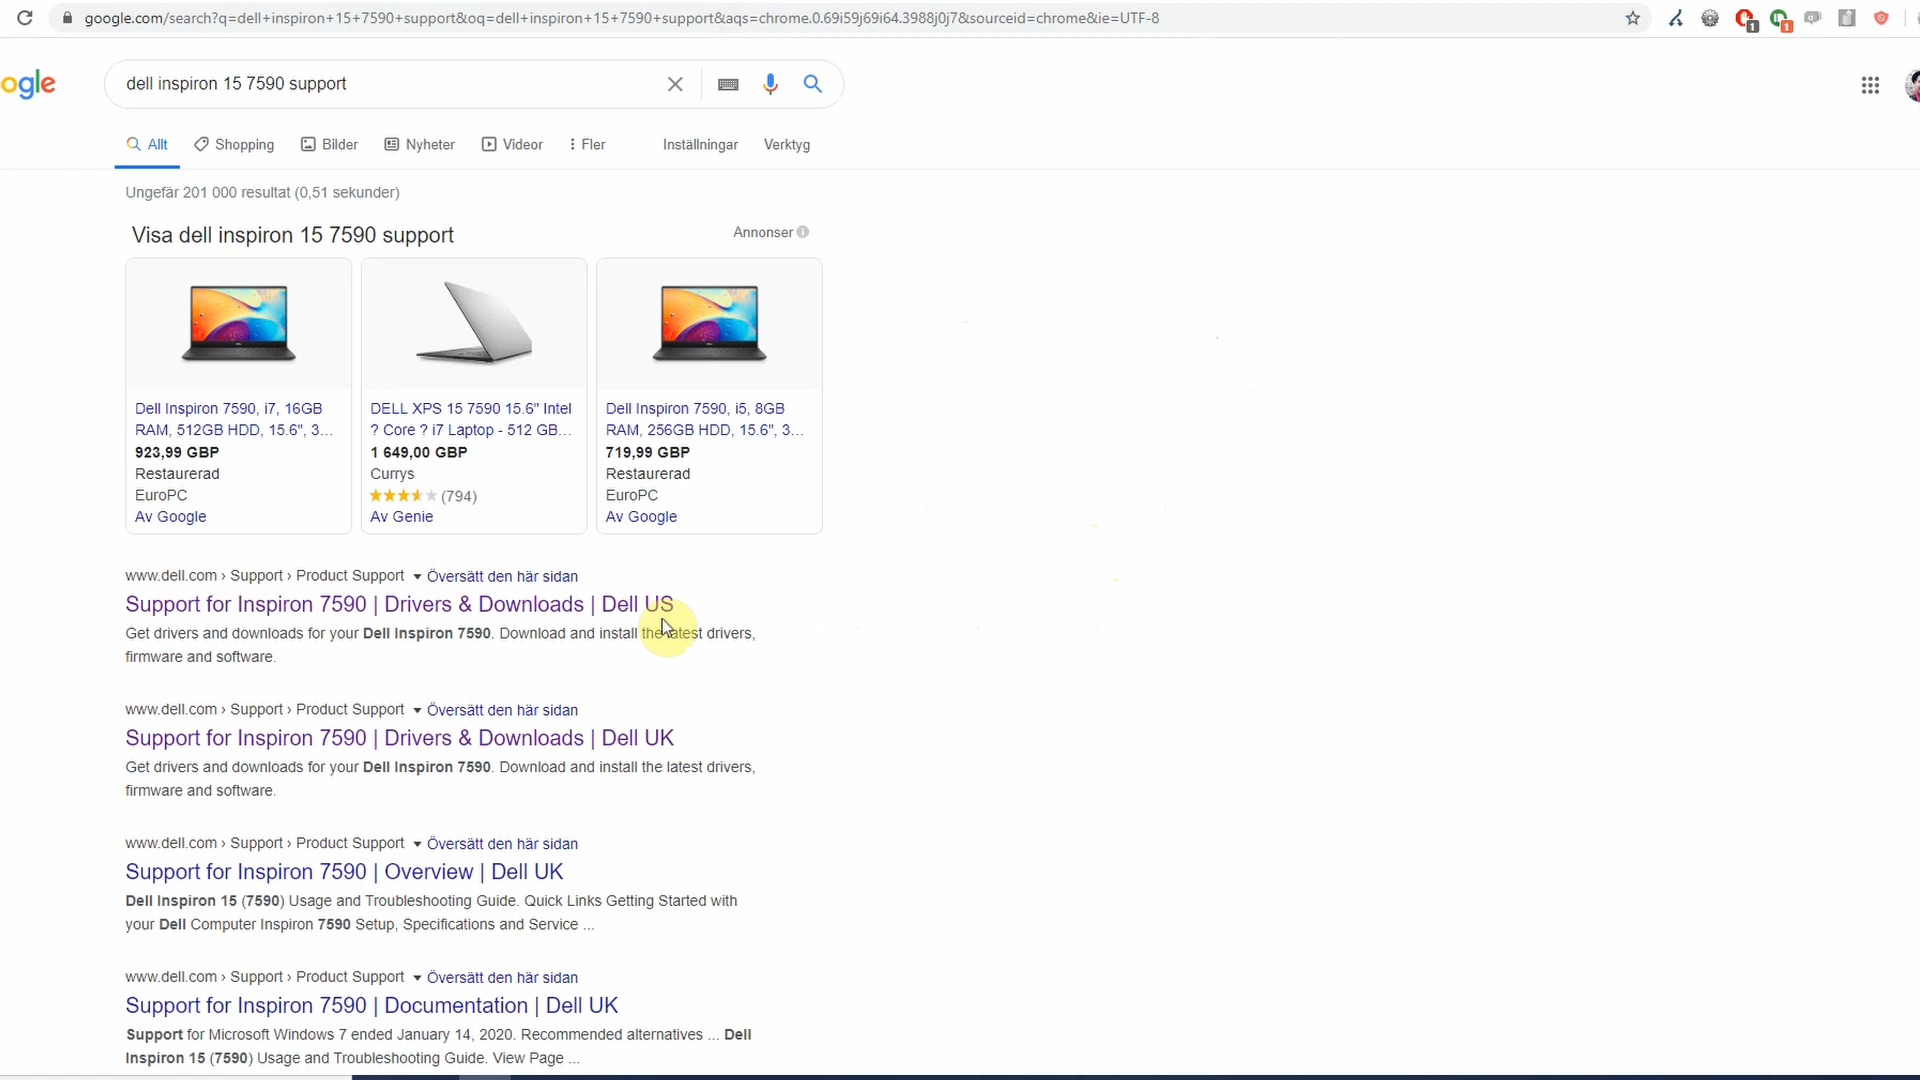 google.com/search?q=dell+inspiron+15+7590+support&oq=dell+inspiron+15+7590+support&aqs=chrome.0.69i59j69i64.3988j0j7&sourceid=chrome&ie=UTF-8
1
1
ogle
dell inspiron 15 7590 support
Allt Shopping Bilder Nyheter Videor Fler Inställningar Verktyg
Ungefär 201 000 resultat (0,51 sekunder)
Visa dell inspiron 15 7590 support Annonser
Dell Inspiron 7590, i7, 16GB
RAM, 512GB HDD, 15.6", 3...
923,99 GBP
Restaurerad
EuroPC
Av Google
DELL XPS 15 7590 15.6" Intel
? Core ? i7 Laptop - 512 GB...
1 649,00 GBP
Currys
(794)
Av Genie
Dell Inspiron 7590, i5, 8GB
RAM, 256GB HDD, 15.6", 3...
719,99 GBP
Restaurerad
EuroPC
Av Google
www.dell.com › Support › Product Support Översätt den här sidan
Support for Inspiron 7590 | Drivers & Downloads | Dell US
Get drivers and downloads for your Dell Inspiron 7590. Download and install the latest drivers,
firmware and software.
www.dell.com › Support › Product Support Översätt den här sidan
Support for Inspiron 7590 | Drivers & Downloads | Dell UK
Get drivers and downloads for your Dell Inspiron 7590. Download and install the latest drivers,
firmware and software.
www.dell.com › Support › Product Support Översätt den här sidan
Support for Inspiron 7590 | Overview | Dell UK
Dell Inspiron 15 (7590) Usage and Troubleshooting Guide. Quick Links Getting Started with
your Dell Computer Inspiron 7590 Setup, Specifications and Service ...
www.dell.com › Support › Product Support Översätt den här sidan
Support for Inspiron 7590 | Documentation | Dell UK
Support for Microsoft Windows 7 ended January 14, 2020. Recommended alternatives ... Dell
Inspiron 15 (7590) Usage and Troubleshooting Guide. View Page ...